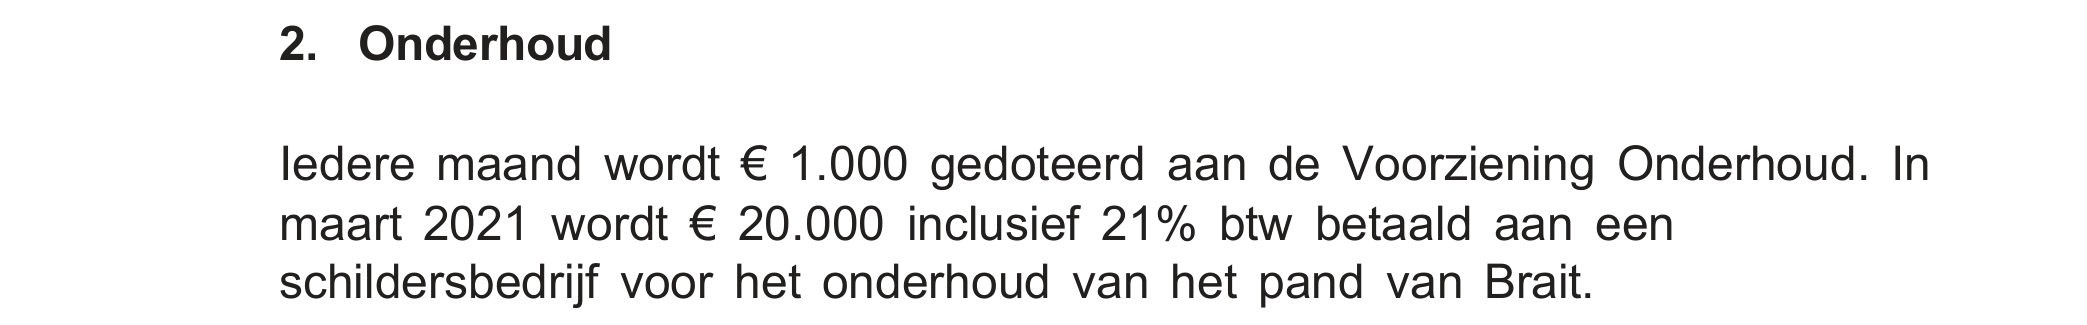 2. Onderhoud
Iedere maand wordt € 1.000 gedoteerd aan de Voorziening Onderhoud. In
maart 2021 wordt € 20.000 inclusief 21% btw betaald aan een
schildersbedrijf voor het onderhoud van het pand van Brait.